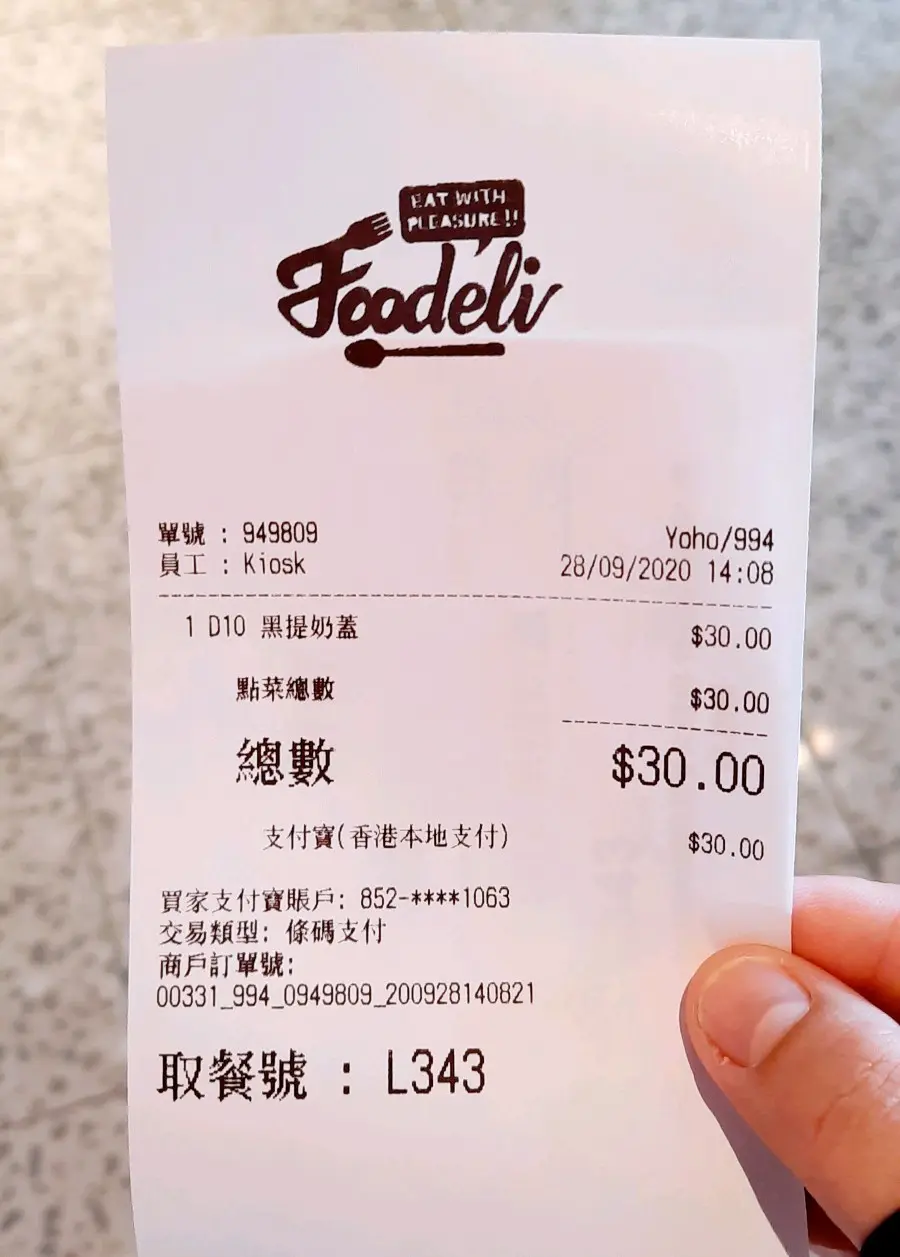 EAT WITH
PLEASURE!!
Foodeli
單號 : 949809
Yoho/994
員工 : Kiosk
28/09/2020 14:08
1 D10 黑提奶蓋 $30.00
點菜總數 $30.00
總數 $30.00
支付寶(香港本地支付) $30.00
買家支付寶賬戶: 852-****1063
交易類型: 條碼支付
商戶訂單號:
00331_994_0949809_200928140821
取餐號 : L343